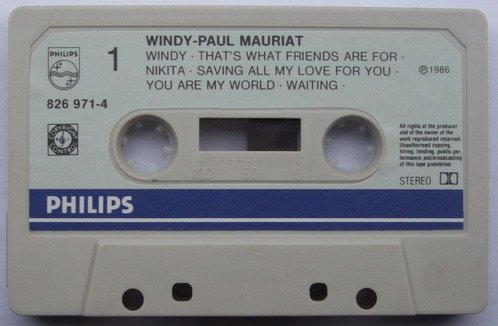 PHILIPS
1
WINDY-PAUL MAURIAT
WINDY · THAT'S WHAT FRIENDS ARE FOR ·
NIKITA · SAVING ALL MY LOVE FOR YOU ·
YOU ARE MY WORLD · WAITING ·
℗1986
826 971-4
COPYRIGHT
CONTROL
All rights of the producer
and of the owner of the
work reproduced reserved.
Unauthorised copying,
hiring, lending, public per
formance, and broadcasting
of this tape prohibited.
100 50 0
STEREO
PHILIPS